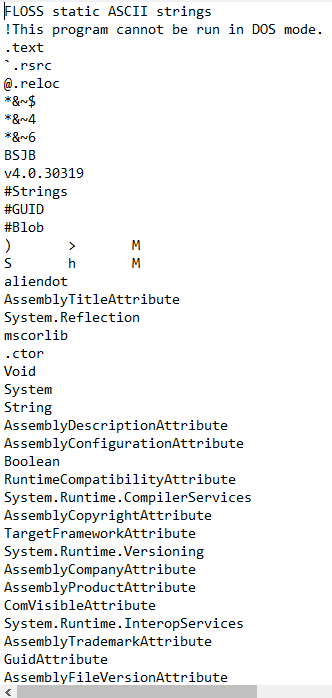 FLOSS static ASCII strings
!This program cannot be run in DOS mode.
.text
`.rsrc
@.reloc
*&~$
*&~4
*&~6
BSJB
v4.0.30319
#Strings
#GUID
#Blob
)       >       M
S       h       M
aliendot
AssemblyTitleAttribute
System.Reflection
mscorlib
.ctor
Void
System
String
AssemblyDescriptionAttribute
AssemblyConfigurationAttribute
Boolean
RuntimeCompatibilityAttribute
System.Runtime.CompilerServices
AssemblyCopyrightAttribute
TargetFrameworkAttribute
System.Runtime.Versioning
AssemblyCompanyAttribute
AssemblyProductAttribute
ComVisibleAttribute
System.Runtime.InteropServices
AssemblyTrademarkAttribute
GuidAttribute
AssemblyFileVersionAttribute